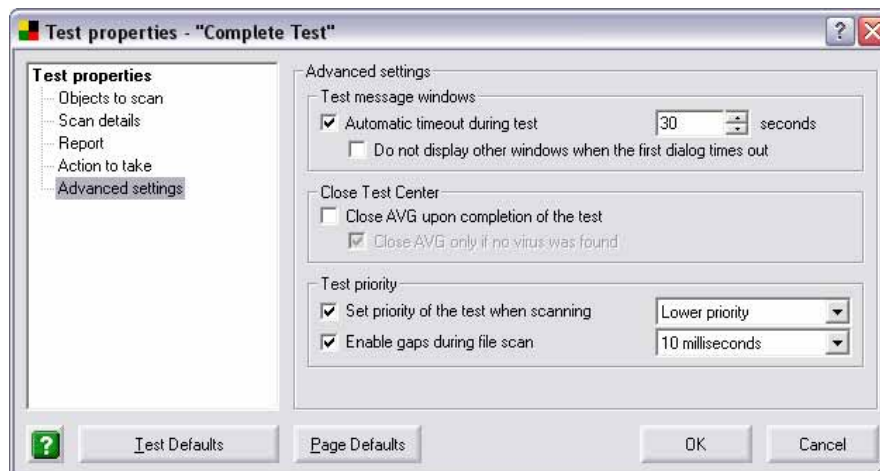 Test properties - "Complete Test"
?
Test properties
Objects to scan
Scan details
Report
Action to take
Advanced settings
Advanced settings
Test message windows
Automatic timeout during test 30 seconds
Do not display other windows when the first dialog times out
Close Test Center
Close AVG upon completion of the test
Close AVG only if no virus was found
Test priority
Set priority of the test when scanning Lower priority
Enable gaps during file scan 10 milliseconds
? Test Defaults Page Defaults OK Cancel